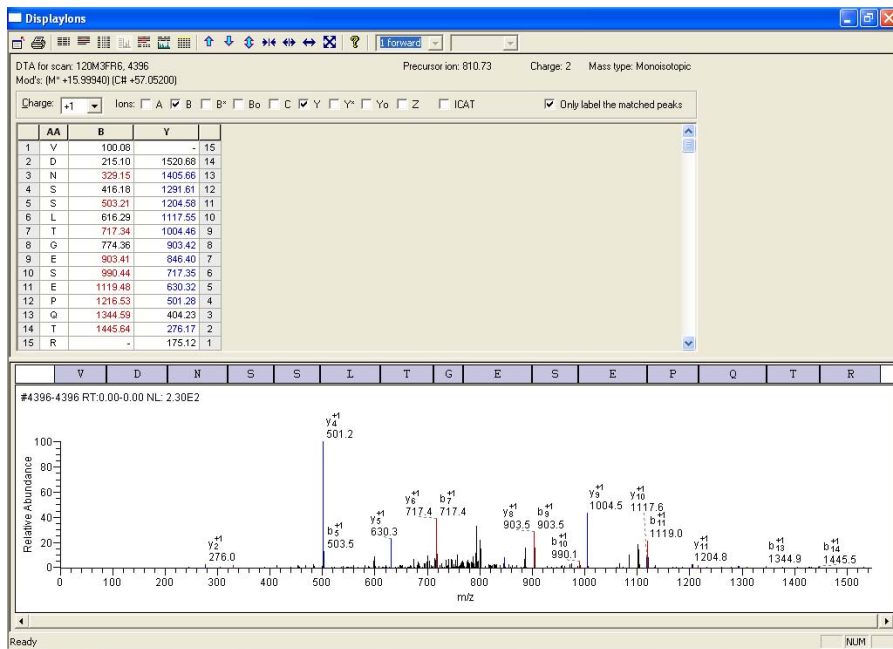 DisplayIons
1 forward
DTA for scan: 120M3FR6, 4396 Precursor ion: 810.73 Charge: 2 Mass type: Monoisotopic
Mod's: (M* +15.99940) (C# +57.05200)
Charge: +1 Ions: A B B* Bo C Y Y* Yo Z ICAT Only label the matched peaks
AA B Y
1 V 100.08 - 15
2 D 215.10 1520.68 14
3 N 329.15 1405.66 13
4 S 416.18 1291.61 12
5 S 503.21 1204.58 11
6 L 616.29 1117.55 10
7 T 717.34 1004.46 9
8 G 774.36 903.42 8
9 E 903.41 846.40 7
10 S 990.44 717.35 6
11 E 1119.48 630.32 5
12 P 1216.53 501.28 4
13 Q 1344.59 404.23 3
14 T 1445.64 276.17 2
15 R - 175.12 1
V D N S S L T G E S E P Q T R
#4396-4396 RT:0.00-0.00 NL: 2.30E2
Relative Abundance
100
80
60
40
20
0
y2+1
276.0
y4+1
501.2
b5+1
503.5
y5+1
630.3
y6+1
717.4
b7+1
717.4
y8+1
903.5
b9+1
903.5
b10+1
990.1
y9+1
1004.5
y10+1
1117.6
b11+1
1119.0
y11+1
1204.8
b13+1
1344.9
b14+1
1445.5
0 100 200 300 400 500 600 700 800 900 1000 1100 1200 1300 1400 1500
m/z
Ready NUM